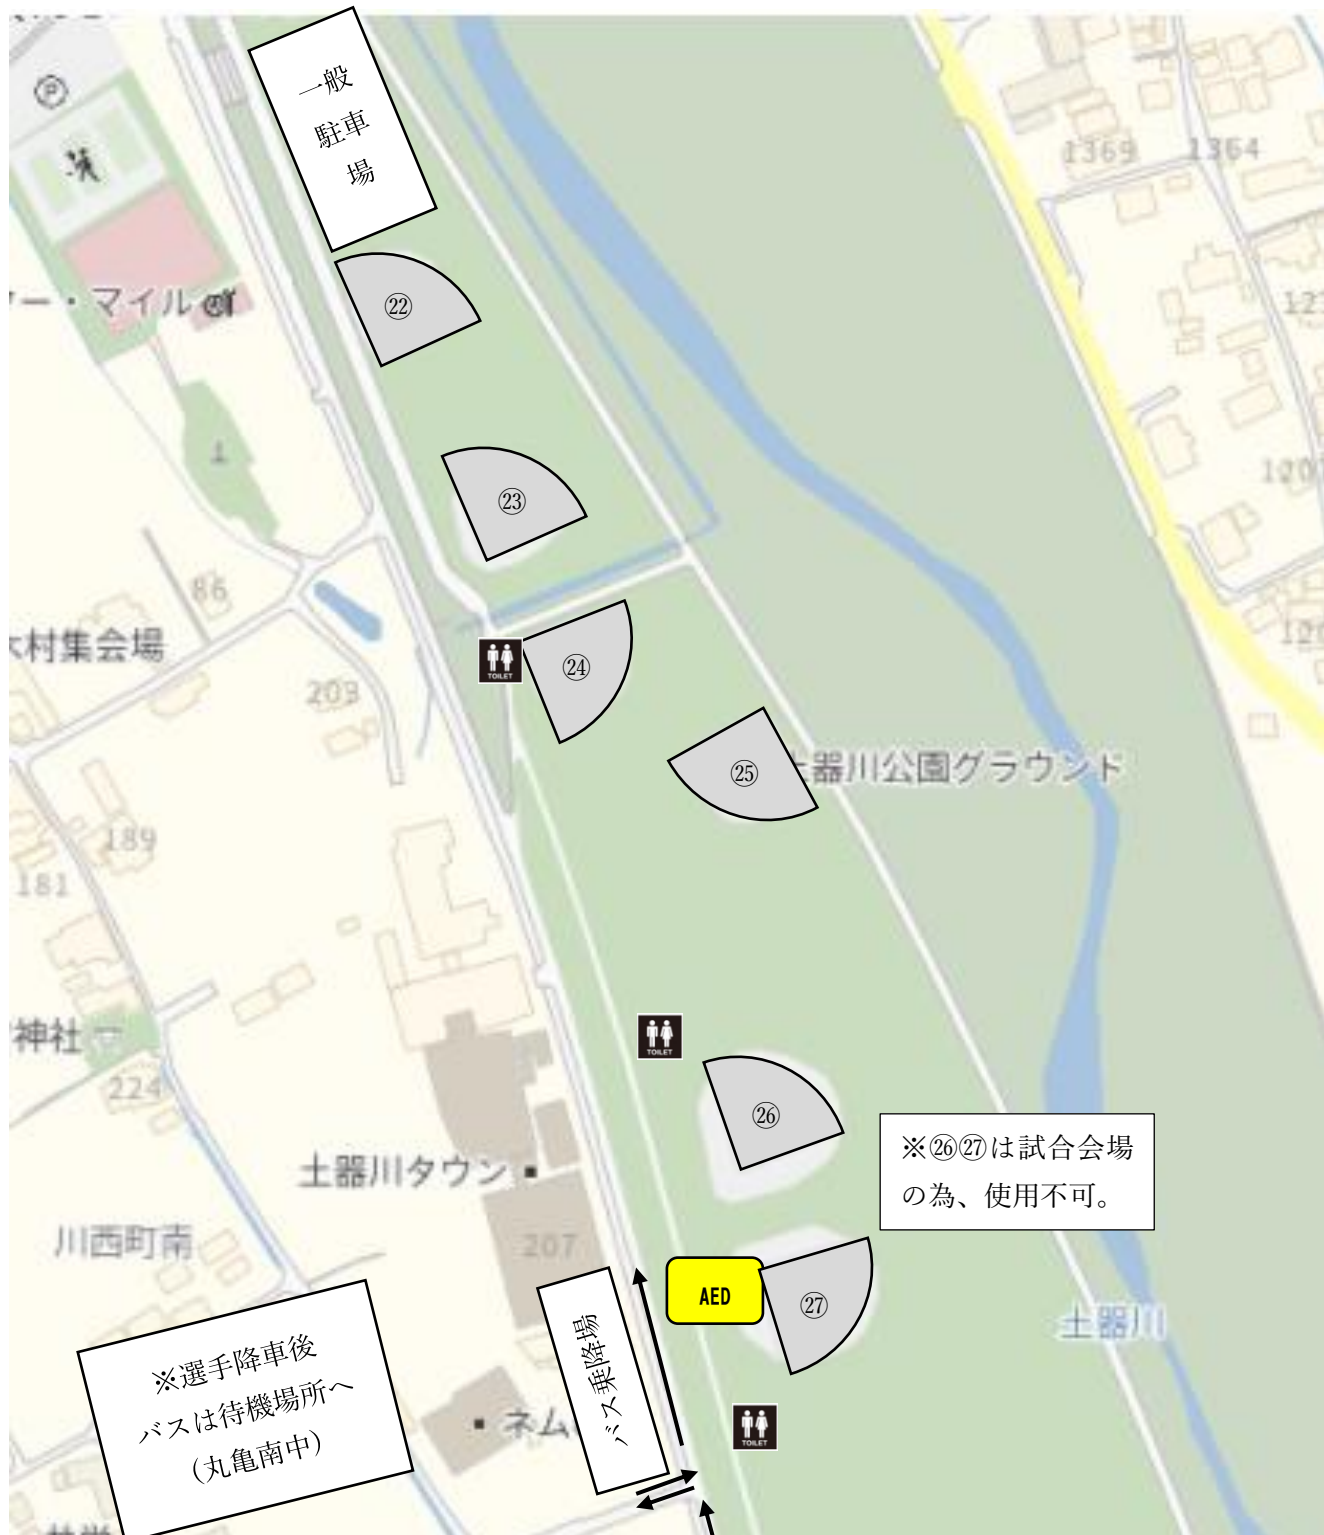 一般
駐車
場
1369
1364
㉒
ー・マイル
㉓
86
村集会場
TOILET
㉔
203
㉕
土器川公園グラウンド
189
181
TOILET
神社
224
㉖
※㉖㉗は試合会場
の為、使用不可。
土器川タウン
川西町南
207
AED
㉗
土器川
バス乗降場
※選手降車後
バスは待機場所へ
（丸亀南中）
ネム
TOILET